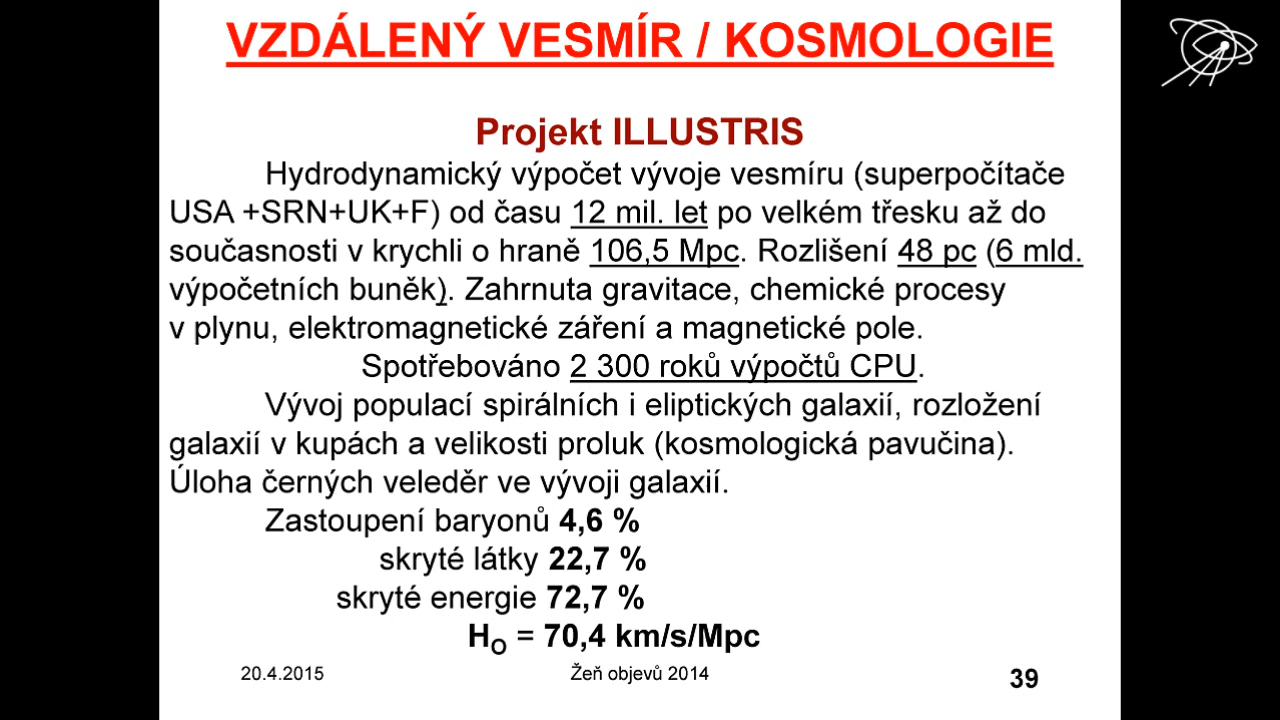 VZDÁLENÝ VESMÍR / KOSMOLOGIE
Projekt ILLUSTRIS
Hydrodynamický výpočet vývoje vesmíru (superpočítače
USA +SRN+UK+F) od času 12 mil. let po velkém třesku až do
současnosti v krychli o hraně 106,5 Mpc. Rozlišení 48 pc (6 mld.
výpočetních buněk). Zahrnuta gravitace, chemické procesy
v plynu, elektromagnetické záření a magnetické pole.
Spotřebováno 2 300 roků výpočtů CPU.
Vývoj populací spirálních i eliptických galaxií, rozložení
galaxií v kupách a velikosti proluk (kosmologická pavučina).
Úloha černých veleděr ve vývoji galaxií.
Zastoupení baryonů 4,6 %
skryté látky 22,7 %
skryté energie 72,7 %
HO = 70,4 km/s/Mpc
20.4.2015 Žeň objevů 2014 39